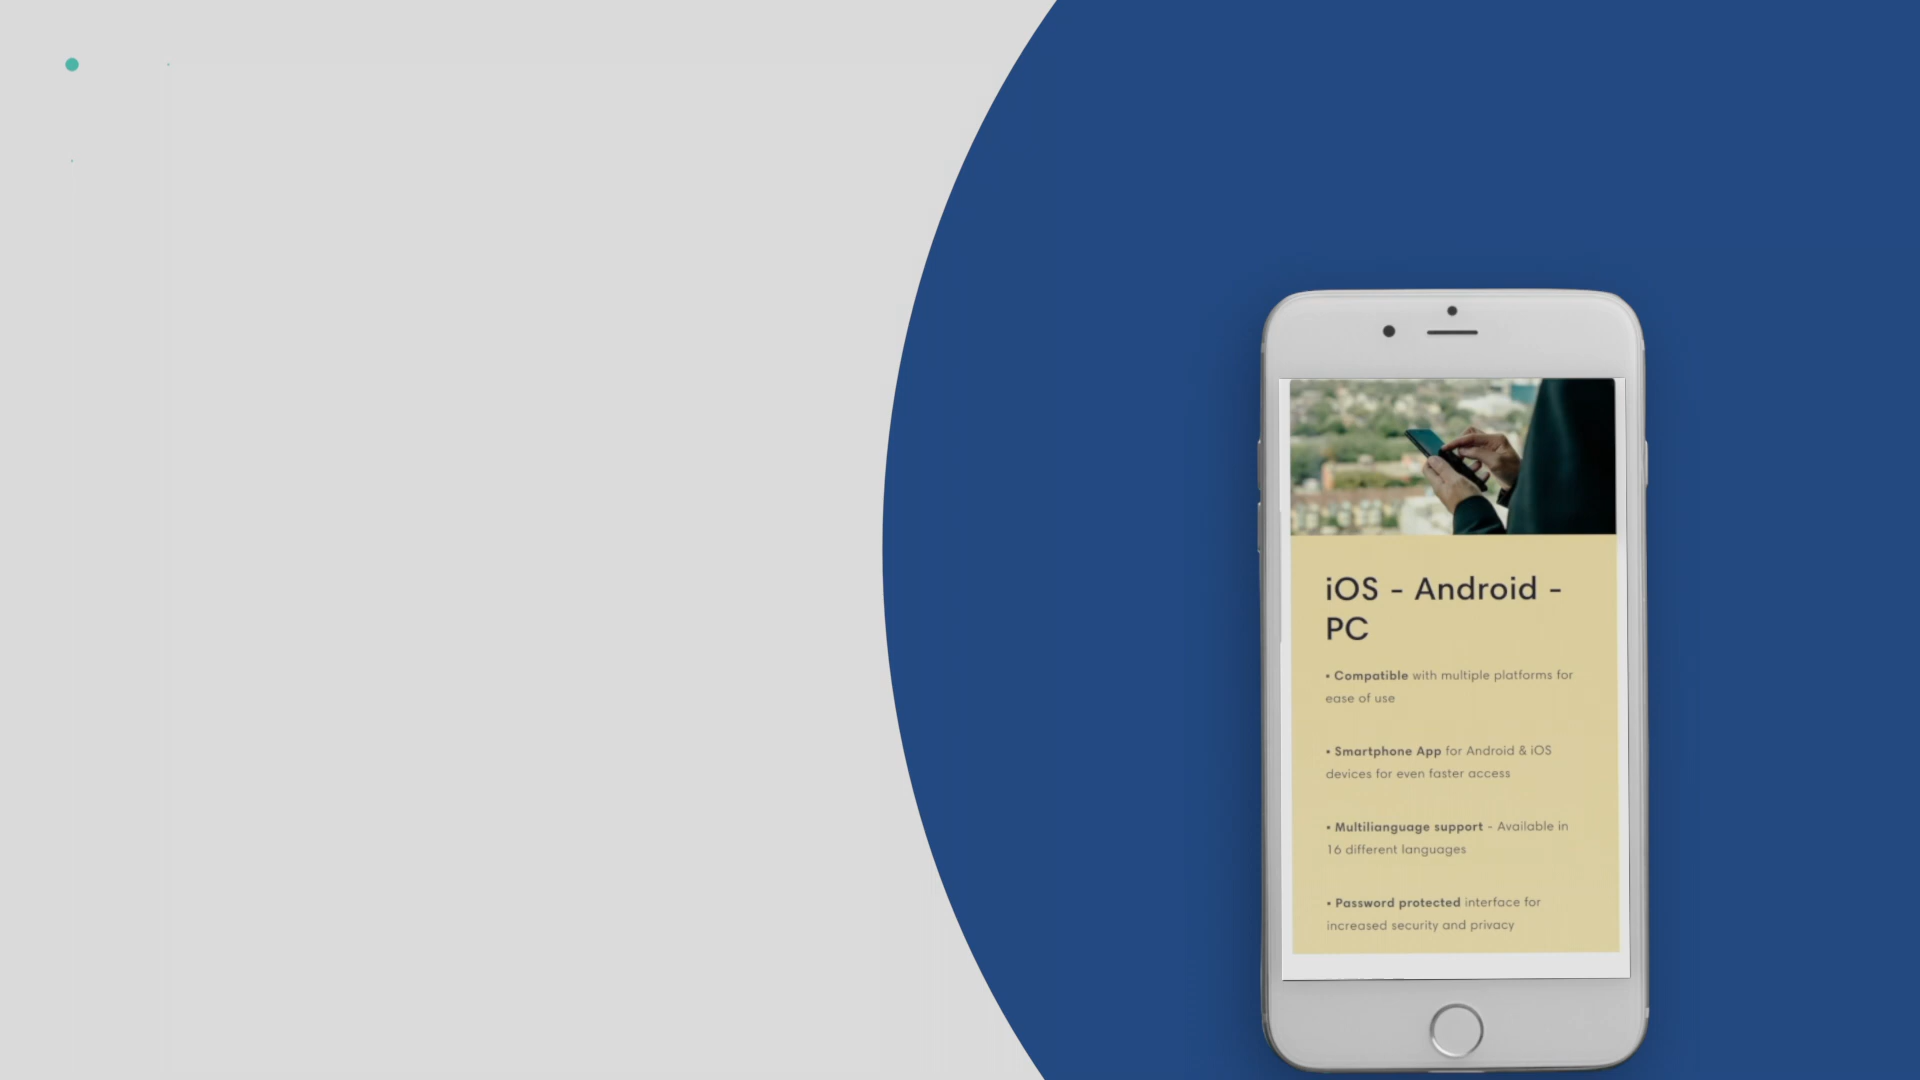 iOS - Android -
PC
• Compatible with multiple platforms for
ease of use
• Smartphone App for Android & iOS
devices for even faster access
• Multilianguage support - Available in
16 different languages
• Password protected interface for
increased security and privacy